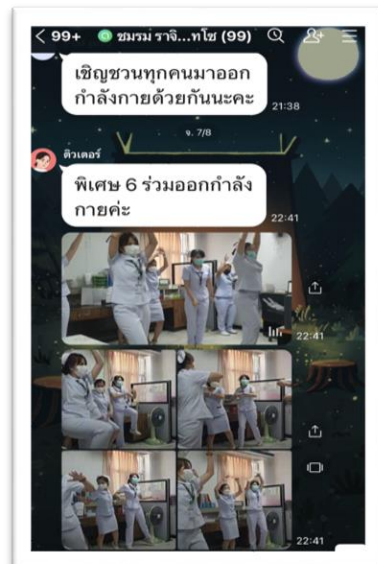 < 99+ ชมรม ราจิ...ทโซ (99)
เชิญชวนทุกคนมาออก
กำลังกายด้วยกันนะคะ
21:38
จ. 7/8
ติวเตอร์
พิเศษ 6 ร่วมออกกำลัง
กายค่ะ
22:41
22:41
22:41